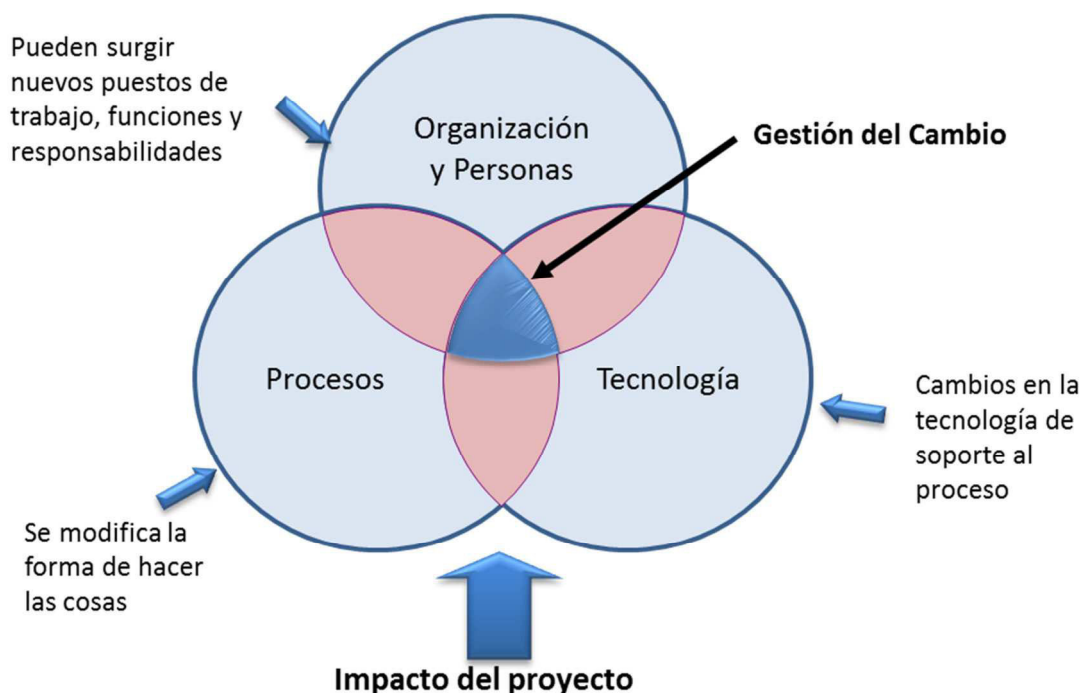 Pueden surgir
nuevos puestos de
trabajo, funciones y
responsabilidades
Organización
y Personas
Gestión del Cambio
Procesos
Tecnología
Cambios en la
tecnología de
soporte al
proceso
Se modifica la
forma de hacer
las cosas
Impacto del proyecto